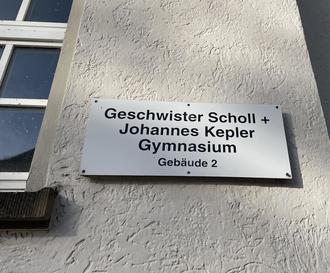 Geschwister Scholl +
Johannes Kepler
Gymnasium
Gebäude 2